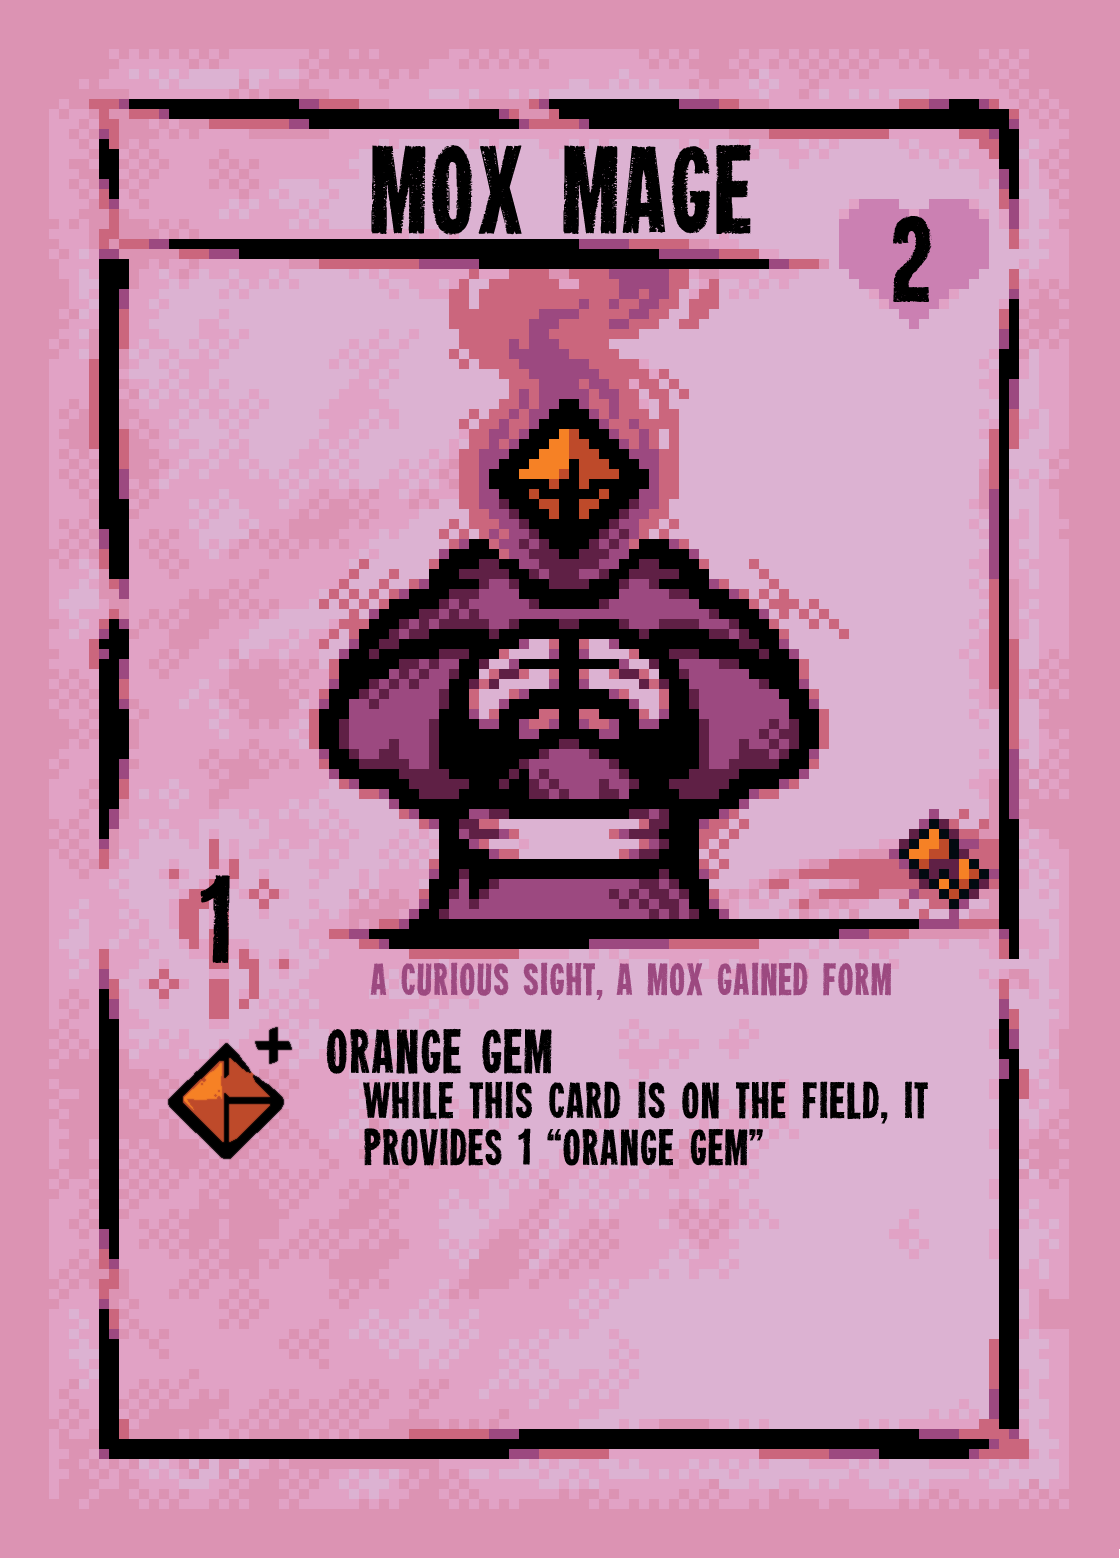 MOX MAGE
2
1
A CURIOUS SIGHT, A MOX GAINED FORM
+
ORANGE GEM
WHILE THIS CARD IS ON THE FIELD, IT
PROVIDES 1 “ORANGE GEM”